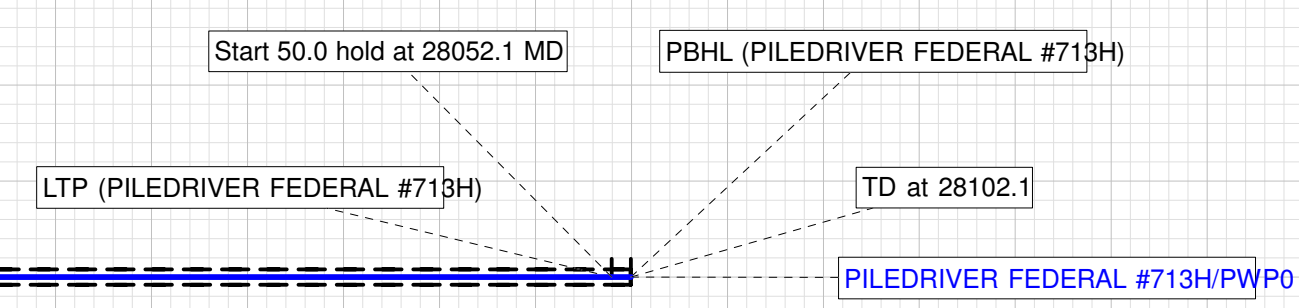 Start 50.0 hold at 28052.1 MD
PBHL (PILEDRIVER FEDERAL #713H)
LTP (PILEDRIVER FEDERAL #713H)
TD at 28102.1
PILEDRIVER FEDERAL #713H/PWP0